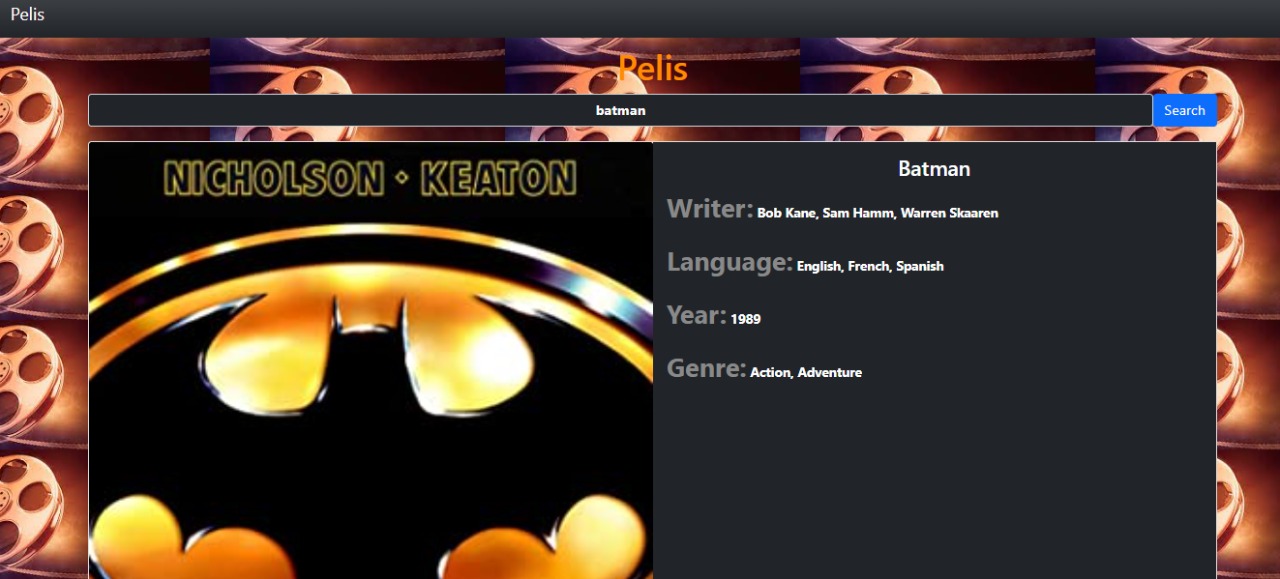 Pelis
Pelis
batman
Search
NICHOLSON · KEATON
Batman
Writer: Bob Kane, Sam Hamm, Warren Skaaren
Language: English, French, Spanish
Year: 1989
Genre: Action, Adventure